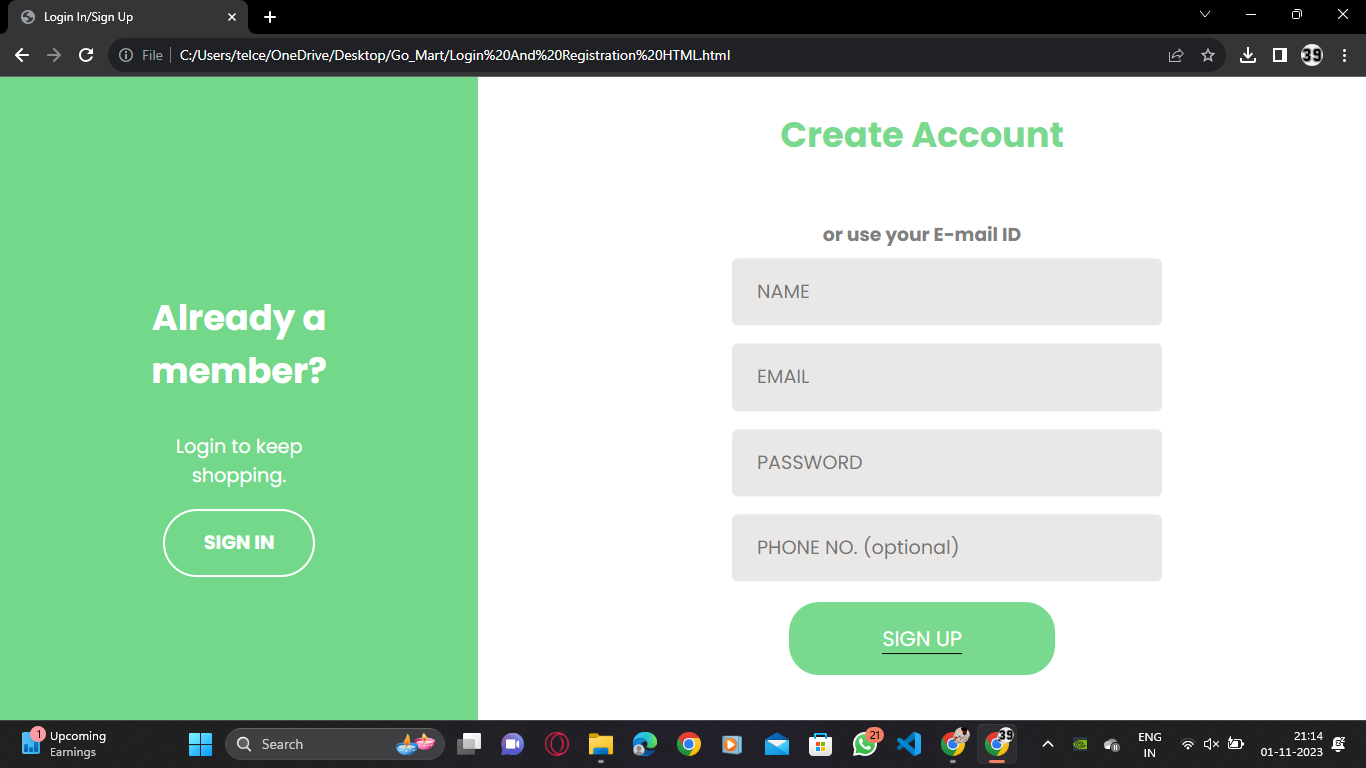 Login In/Sign Up
File
C:/Users/telce/OneDrive/Desktop/Go_Mart/Login%20And%20Registration%20HTML.html
39
Already a
member?
Login to keep
shopping.
SIGN IN
Create Account
or use your E-mail ID
NAME
EMAIL
PASSWORD
PHONE NO. (optional)
SIGN UP
1
Upcoming
Earnings
Search
21
39
ENG
IN
21:14
01-11-2023